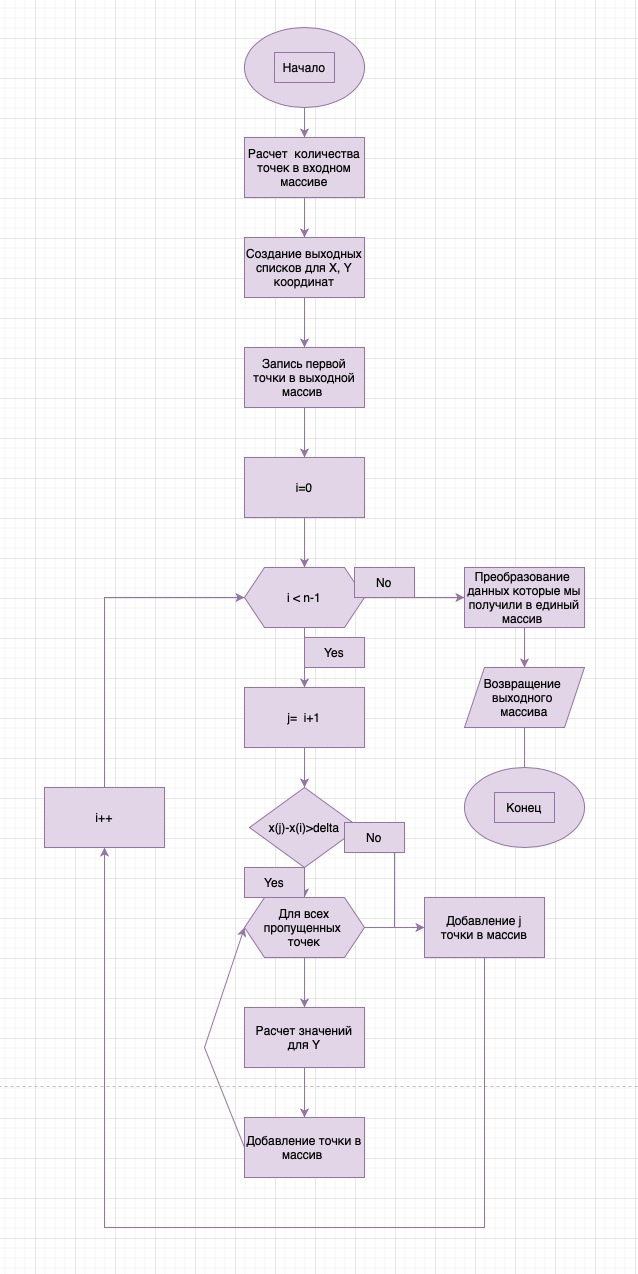 Начало
Расчет количества
точек в входном
массиве
Создание выходных
списков для X, Y
координат
Запись первой
точки в выходной
массив
i=0
i < n-1
No
Преобразование
данных которые мы
получили в единый
массив
Yes
Возвращение
выходного
массива
j= i+1
Конец
i++
x(j)-x(i)>delta
No
Yes
Для всех
пропущенных
точек
Добавление j
точки в массив
Расчет значений
для Y
Добавление точки в
массив